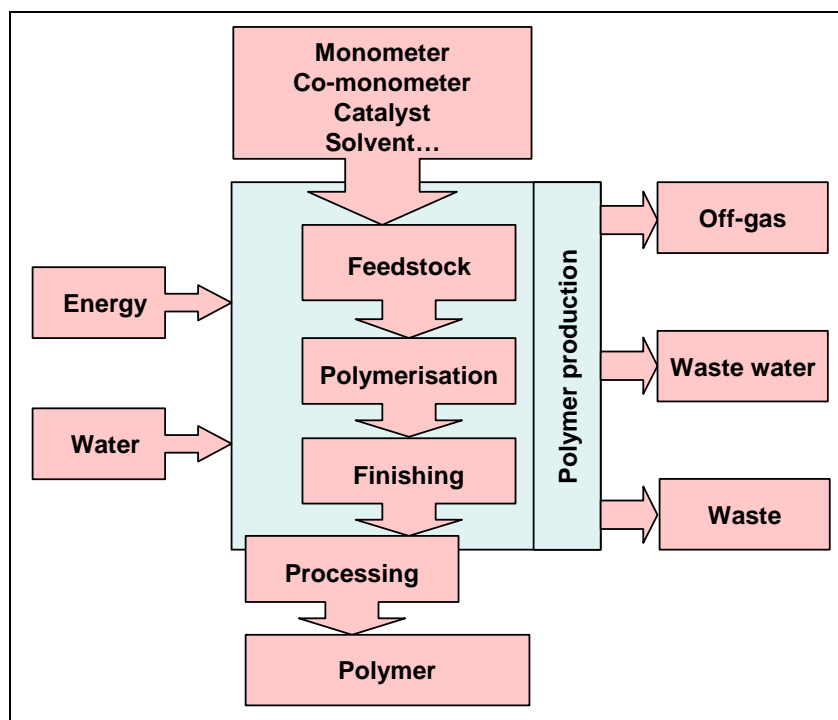 Monometer
Co-monometer
Catalyst
Solvent…
Feedstock
Polymerisation
Finishing
Processing
Polymer
Energy
Water
Polymer production
Off-gas
Waste water
Waste